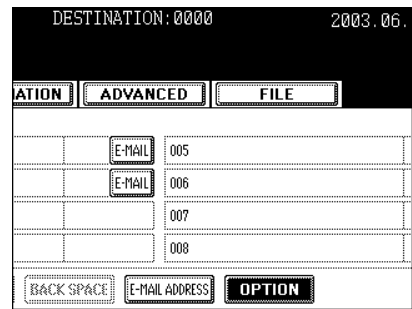 DESTINATION:0000 2003.06.
ATION ADVANCED FILE
E-MAIL 005
E-MAIL 006
007
008
BACK SPACE E-MAIL ADDRESS OPTION